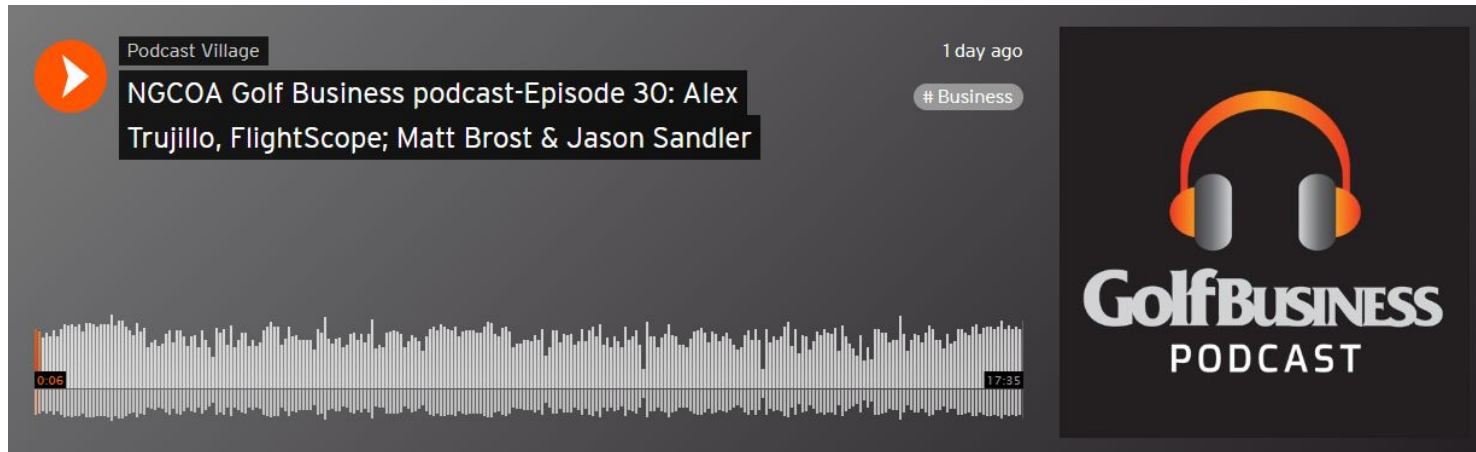 Podcast Village
1 day ago
NGCOA Golf Business podcast-Episode 30: Alex
Trujillo, FlightScope; Matt Brost & Jason Sandler
# Business
0:06
17:35
GolfBusiness
PODCAST